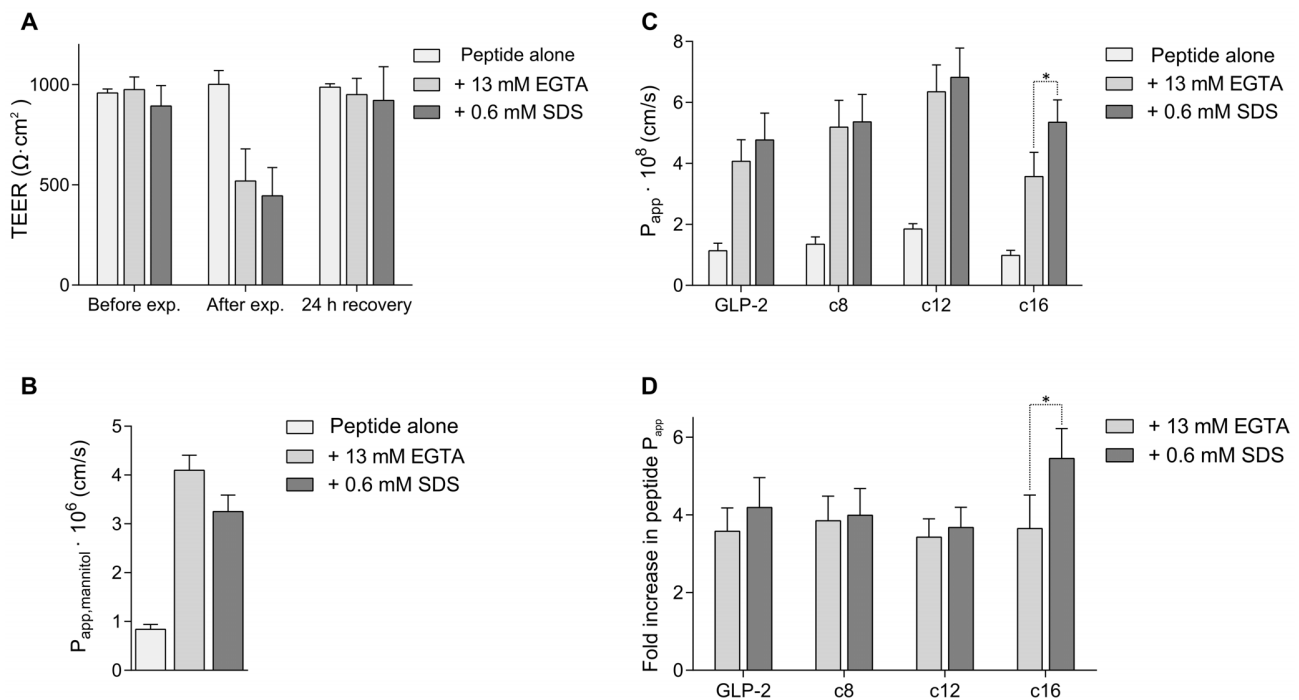 A
TEER (Ω·cm²)
1000
500
0
Before exp.
After exp.
24 h recovery
Peptide alone
+ 13 mM EGTA
+ 0.6 mM SDS
C
P_app · 10⁸ (cm/s)
8
6
4
2
0
GLP-2
c8
c12
c16
*
Peptide alone
+ 13 mM EGTA
+ 0.6 mM SDS
B
P_app,mannitol · 10⁶ (cm/s)
5
4
3
2
1
0
Peptide alone
+ 13 mM EGTA
+ 0.6 mM SDS
D
Fold increase in peptide P_app
6
4
2
0
GLP-2
c8
c12
c16
*
+ 13 mM EGTA
+ 0.6 mM SDS